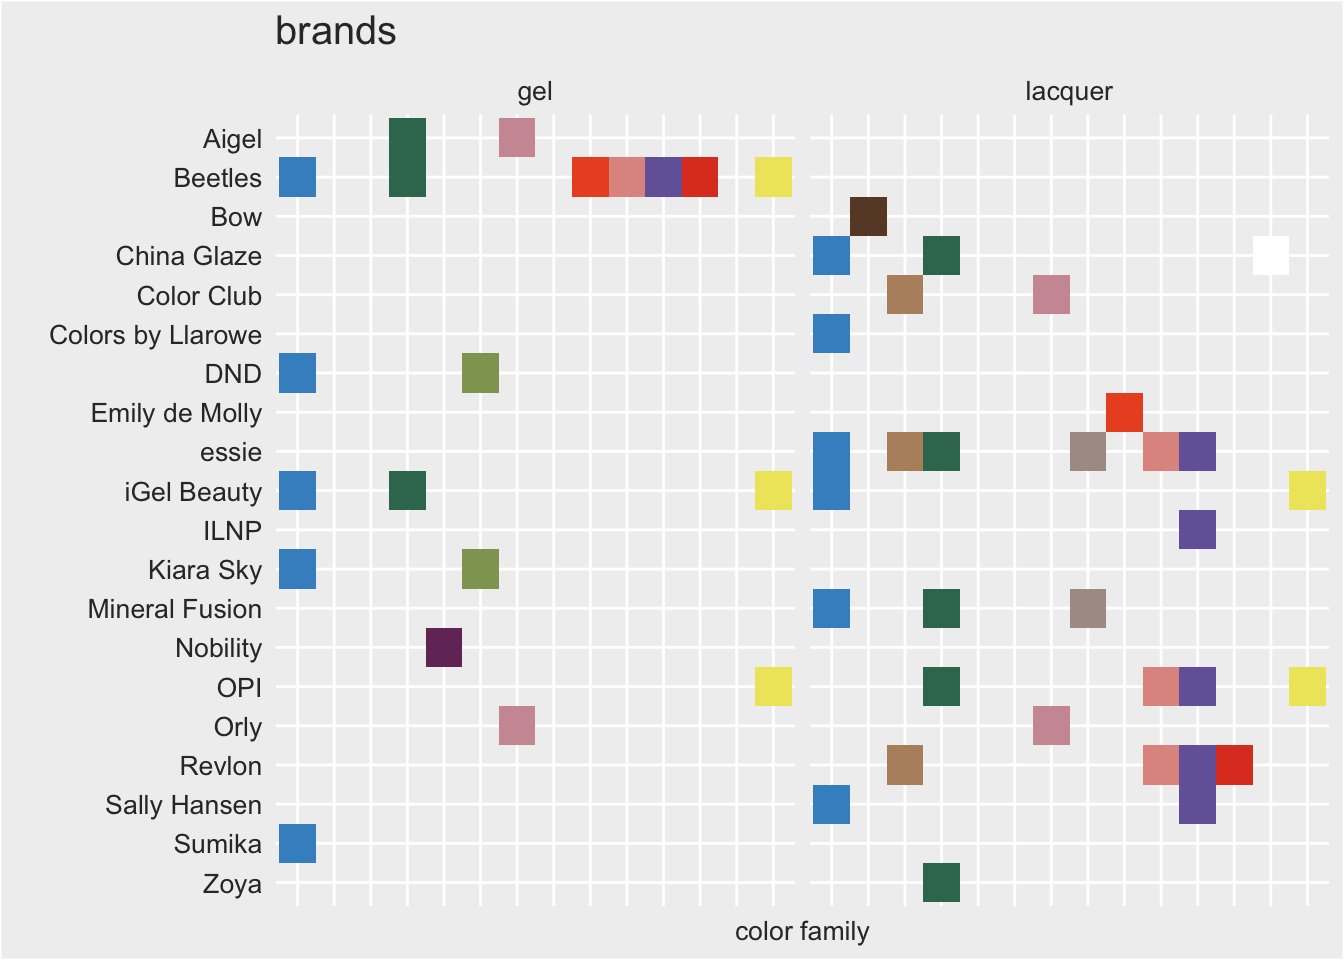 brands
gel
lacquer
Aigel
Beetles
Bow
China Glaze
Color Club
Colors by Llarowe
DND
Emily de Molly
essie
iGel Beauty
ILNP
Kiara Sky
Mineral Fusion
Nobility
OPI
Orly
Revlon
Sally Hansen
Sumika
Zoya
color family